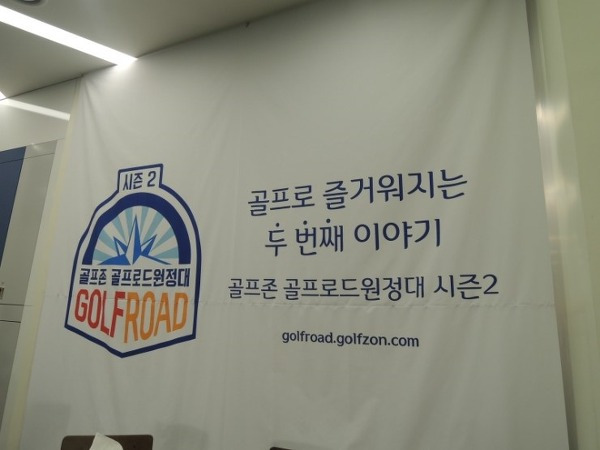 시즌 2
골프존 골프로드원정대
GOLFROAD
골프로 즐거워지는
두 번째 이야기
골프존 골프로드원정대 시즌2
golfroad.golfzon.com